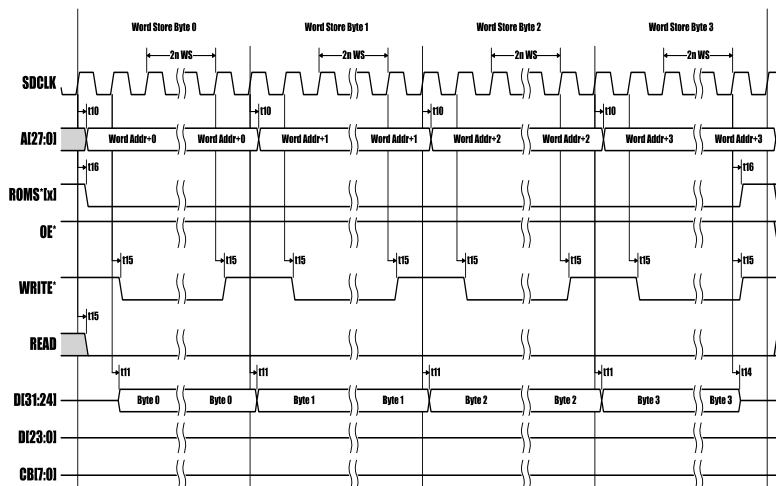 Word Store Byte 0 Word Store Byte 1 Word Store Byte 2 Word Store Byte 3
2n WS 2n WS 2n WS 2n WS
SDCLK
t10 t10 t10 t10
A[27:0] Word Addr+0 Word Addr+0 Word Addr+1 Word Addr+1 Word Addr+2 Word Addr+2 Word Addr+3 Word Addr+3
t16 t16
ROMS*[x]
OE*
t15 t15 t15 t15 t15 t15 t15 t15
WRITE*
t15
READ
t11 t11 t11 t11 t14
D[31:24] Byte 0 Byte 0 Byte 1 Byte 1 Byte 2 Byte 2 Byte 3 Byte 3
D[23:0]
CB[7:0]